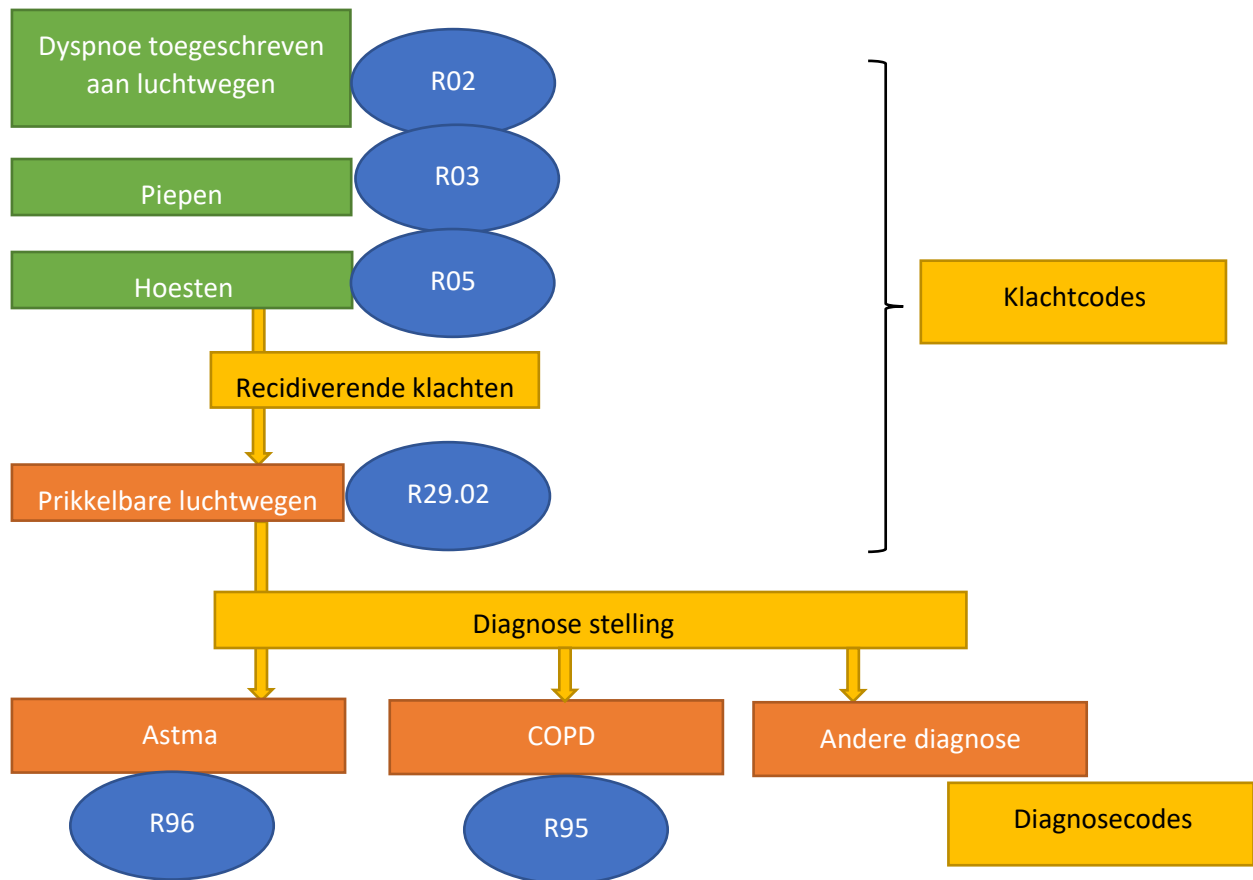 Dyspnoe toegeschreven
aan luchtwegen
R02
Piepen
R03
Hoesten
R05
Klachtcodes
Recidiverende klachten
Prikkelbare luchtwegen
R29.02
Diagnose stelling
Astma
COPD
Andere diagnose
R96
R95
Diagnosecodes